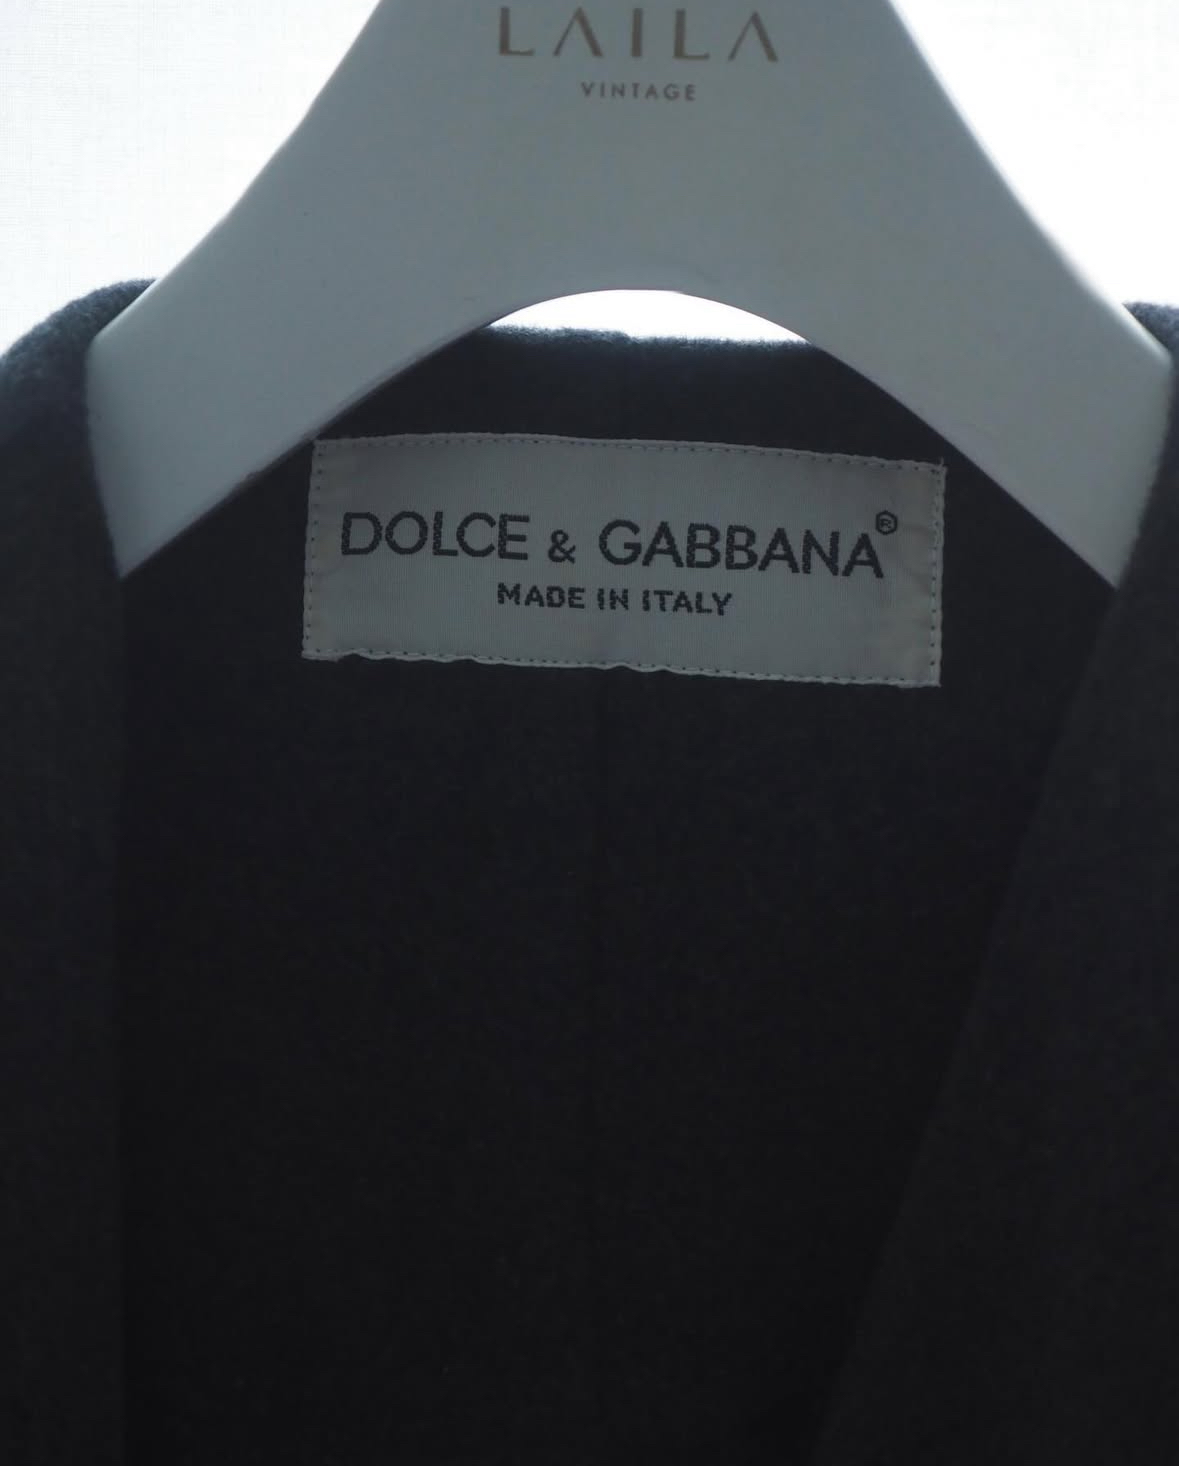 LAILA
VINTAGE
DOLCE & GABBANA®
MADE IN ITALY